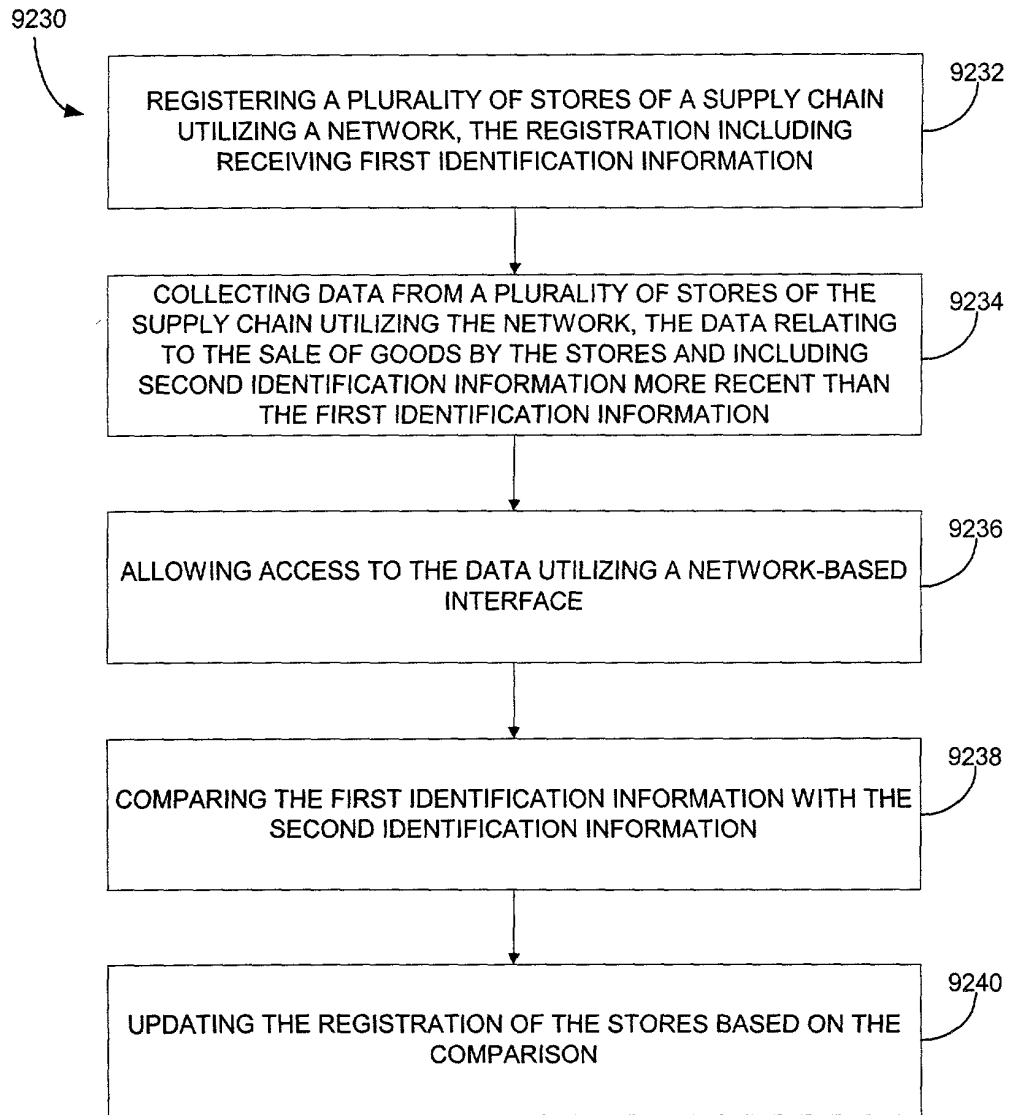 9230
9232
REGISTERING A PLURALITY OF STORES OF A SUPPLY CHAIN
UTILIZING A NETWORK, THE REGISTRATION INCLUDING
RECEIVING FIRST IDENTIFICATION INFORMATION
9234
COLLECTING DATA FROM A PLURALITY OF STORES OF THE
SUPPLY CHAIN UTILIZING THE NETWORK, THE DATA RELATING
TO THE SALE OF GOODS BY THE STORES AND INCLUDING
SECOND IDENTIFICATION INFORMATION MORE RECENT THAN
THE FIRST IDENTIFICATION INFORMATION
9236
ALLOWING ACCESS TO THE DATA UTILIZING A NETWORK-BASED
INTERFACE
9238
COMPARING THE FIRST IDENTIFICATION INFORMATION WITH THE
SECOND IDENTIFICATION INFORMATION
9240
UPDATING THE REGISTRATION OF THE STORES BASED ON THE
COMPARISON